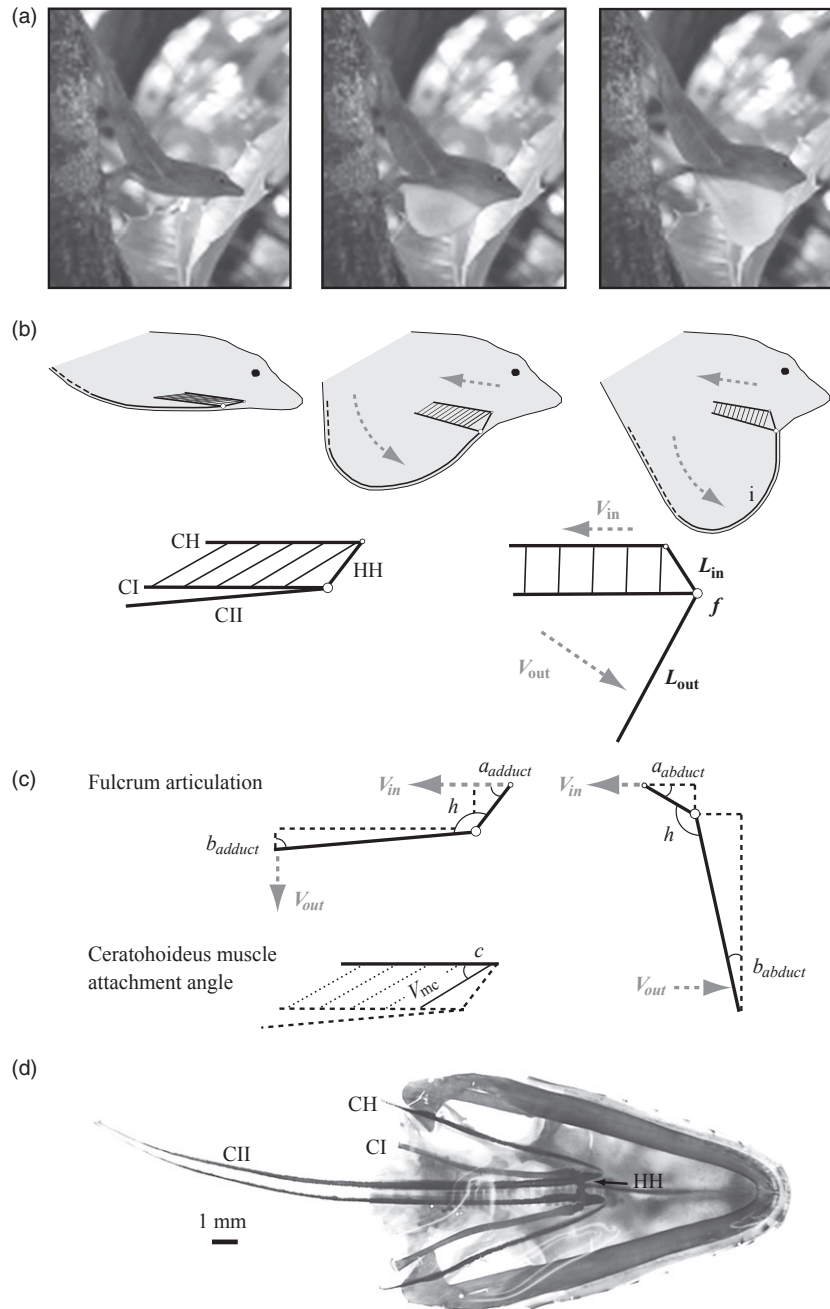 (a)
(b)
i
CH
HH
CI
CII
V_in
L_in
f
V_out
L_out
(c)
Fulcrum articulation
V_in
a_adduct
h
b_adduct
V_out
V_in
a_abduct
h
b_abduct
V_out
Ceratohoideus muscle
attachment angle
c
V_mc
(d)
CH
CI
CII
HH
1 mm